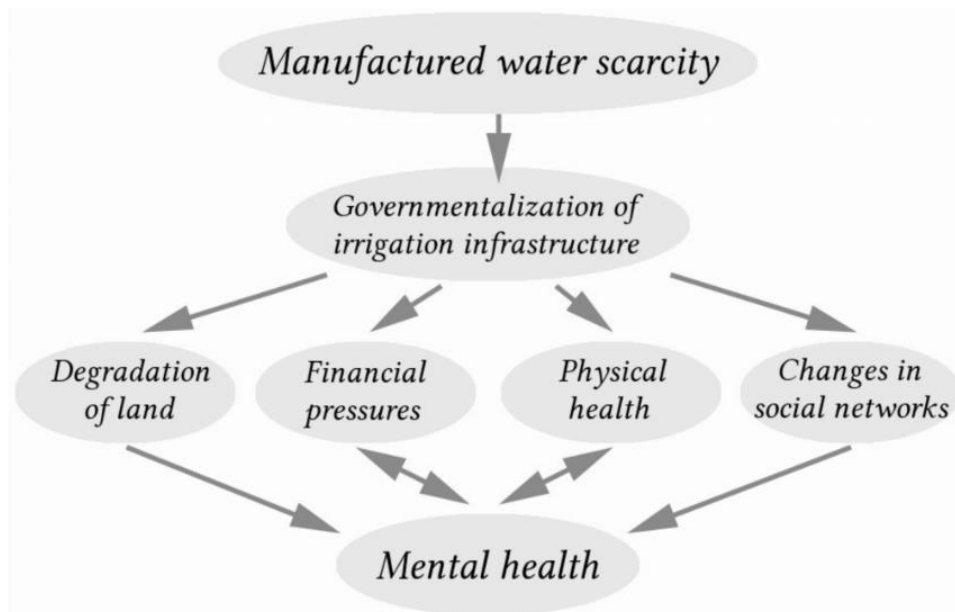 Manufactured water scarcity
Governmentalization of
irrigation infrastructure
Degradation
of land
Financial
pressures
Physical
health
Changes in
social networks
Mental health